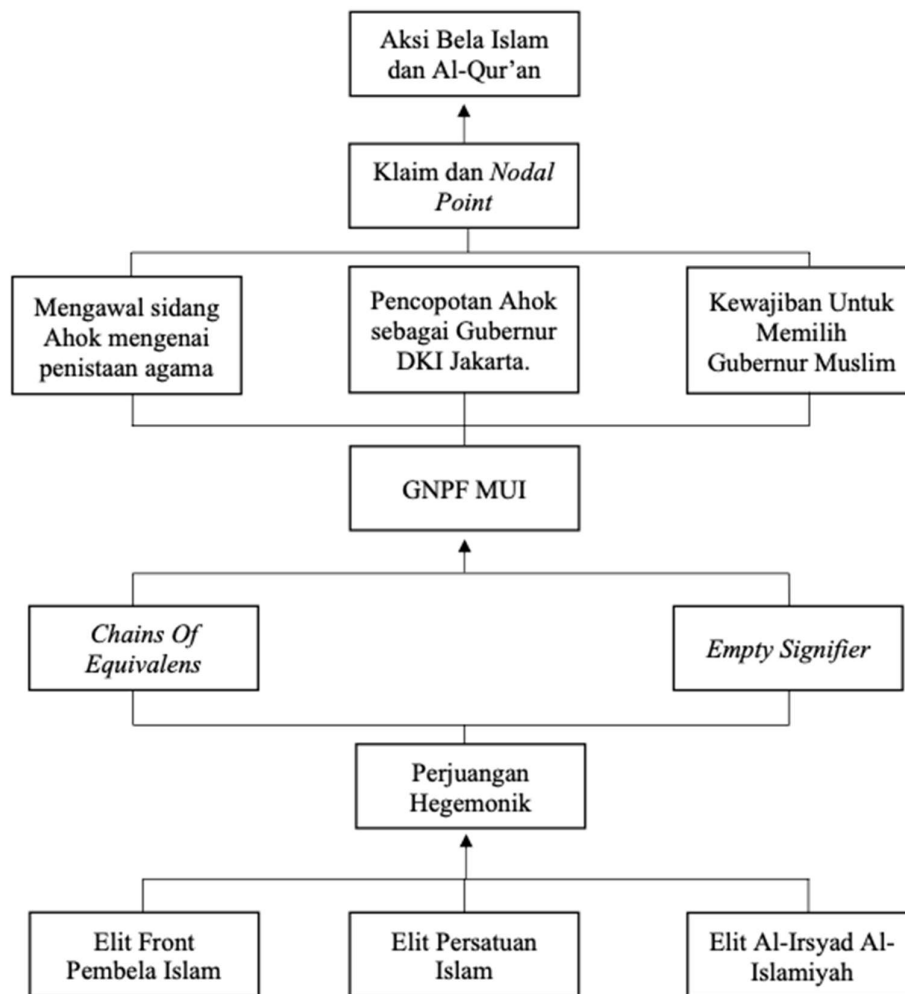 Aksi Bela Islam
dan Al-Qur’an
Klaim dan Nodal
Point
Mengawal sidang
Ahok mengenai
penistaan agama
Pencopotan Ahok
sebagai Gubernur
DKI Jakarta.
Kewajiban Untuk
Memilih
Gubernur Muslim
GNPF MUI
Chains Of
Equivalens
Empty Signifier
Perjuangan
Hegemonik
Elit Front
Pembela Islam
Elit Persatuan
Islam
Elit Al-Irsyad Al-
Islamiyah